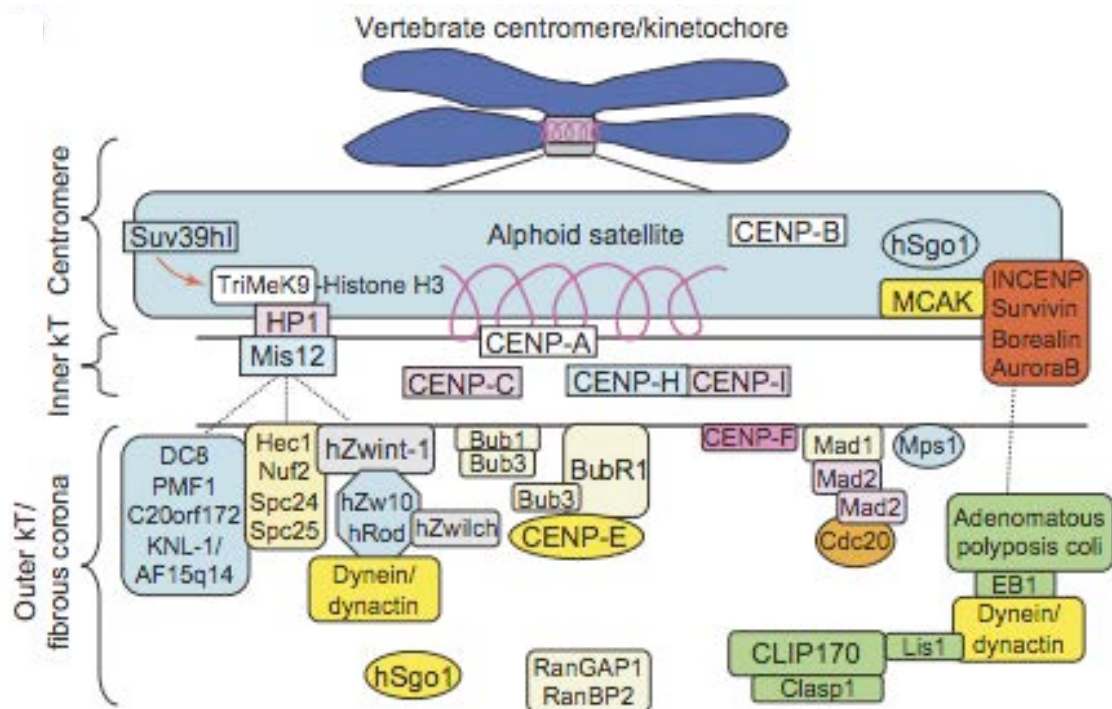 Vertebrate centromere/kinetochore
Centromere
Suv39hI
Alphoid satellite
CENP-B
hSgo1
TriMeK9-Histone H3
MCAK
INCENP
Survivin
Borealin
AuroraB
HP1
Inner kT
Mis12
CENP-A
CENP-C
CENP-H
CENP-I
Outer kT/
fibrous corona
DC8
PMF1
C20orf172
KNL-1/
AF15q14
Hec1
Nuf2
Spc24
Spc25
hZwint-1
hZw10
hRod
hZwilch
Dynein/
dynactin
Bub1
Bub3
BubR1
Bub3
CENP-E
CENP-F
Mad1
Mad2
Mad2
Cdc20
Mps1
Adenomatous
polyposis coli
EB1
Dynein/
dynactin
CLIP170
Lis1
Clasp1
hSgo1
RanGAP1
RanBP2